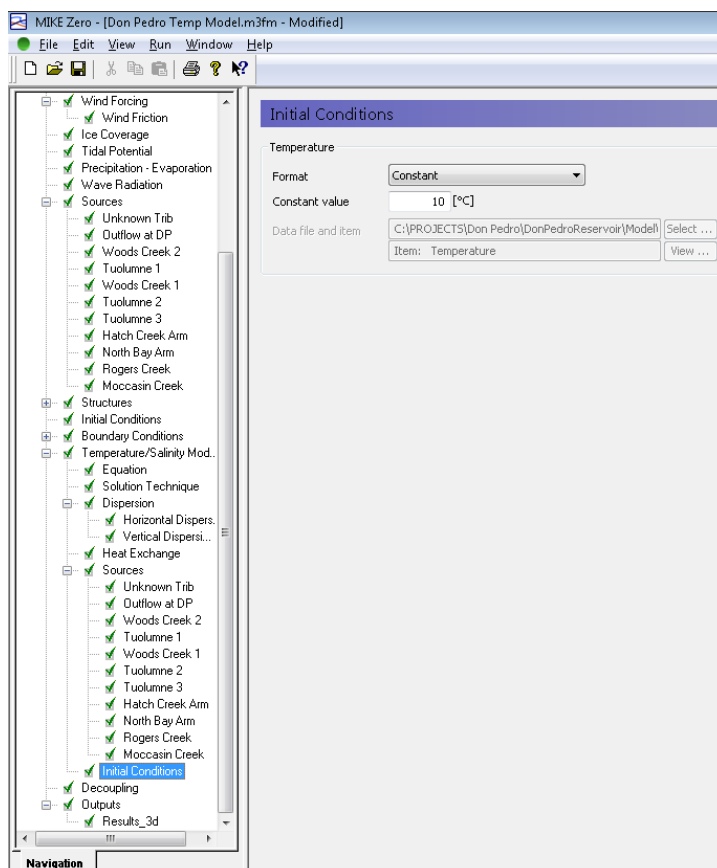 MIKE Zero - [Don Pedro Temp Model.m3fm - Modified]
File Edit View Run Window Help
Wind Forcing
Wind Friction
Ice Coverage
Tidal Potential
Precipitation - Evaporation
Wave Radiation
Sources
Unknown Trib
Outflow at DP
Woods Creek 2
Tuolumne 1
Woods Creek 1
Tuolumne 2
Tuolumne 3
Hatch Creek Arm
North Bay Arm
Rogers Creek
Moccasin Creek
Structures
Initial Conditions
Boundary Conditions
Temperature/Salinity Mod..
Equation
Solution Technique
Dispersion
Horizontal Dispers.
Vertical Dispersi...
Heat Exchange
Sources
Unknown Trib
Outflow at DP
Woods Creek 2
Tuolumne 1
Woods Creek 1
Tuolumne 2
Tuolumne 3
Hatch Creek Arm
North Bay Arm
Rogers Creek
Moccasin Creek
Initial Conditions
Decoupling
Outputs
Results_3d
Navigation
Initial Conditions
Temperature
Format Constant
Constant value 10 [°C]
Data file and item C:\PROJECTS\Don Pedro\DonPedroReservoir\Model\ Select ...
Item: Temperature View ...